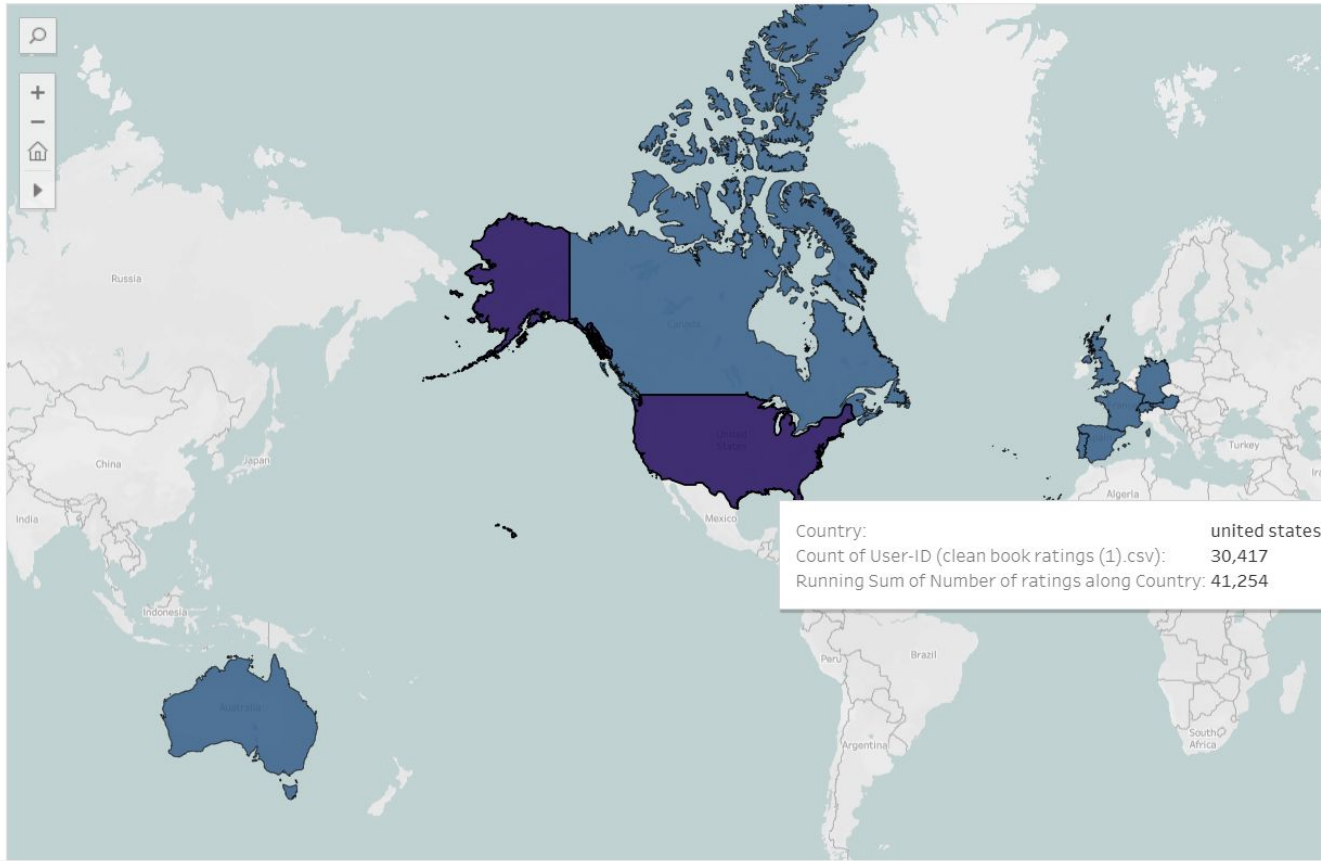 Russia
Canada
United
States
China
Japan
India
Mexico
Indonesia
Australia
France
Spain
Turkey
Algeria
Country: united states
Count of User-ID (clean book ratings (1).csv): 30,417
Running Sum of Number of ratings along Country: 41,254
Peru
Brazil
Argentina
South
Africa